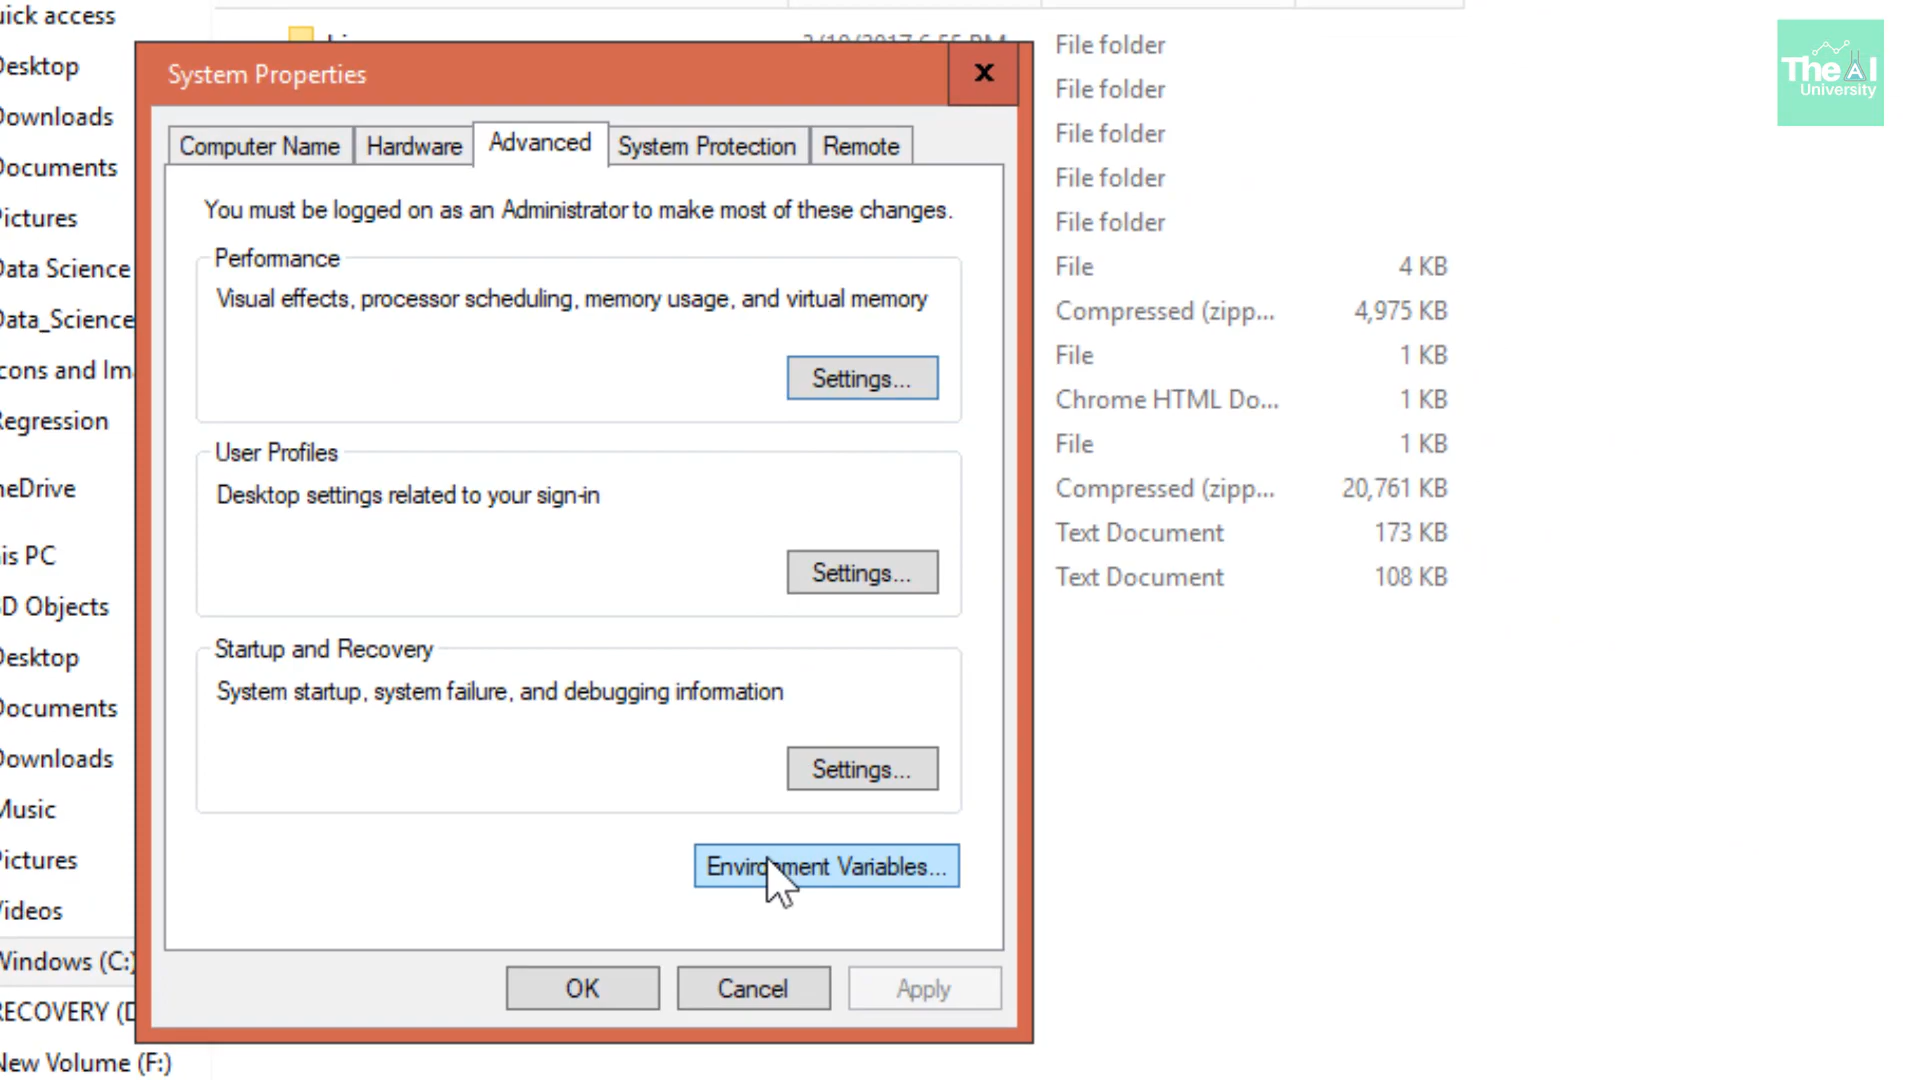 uick access
Desktop
Downloads
Documents
ictures
Data Science
Data_Science
cons and Im
Regression
neDrive
is PC
D Objects
Desktop
Documents
Downloads
Music
Pictures
Videos
Windows (C:)
RECOVERY (D
New Volume (F:)
System Properties
Computer Name
Hardware
Advanced
System Protection
Remote
You must be logged on as an Administrator to make most of these changes.
Performance
Visual effects, processor scheduling, memory usage, and virtual memory
Settings...
User Profiles
Desktop settings related to your sign-in
Settings...
Startup and Recovery
System startup, system failure, and debugging information
Settings...
Environment Variables...
OK
Cancel
Apply
File folder
File folder
File folder
File folder
File folder
File 4 KB
Compressed (zipp... 4,975 KB
File 1 KB
Chrome HTML Do... 1 KB
File 1 KB
Compressed (zipp... 20,761 KB
Text Document 173 KB
Text Document 108 KB
The AI
University